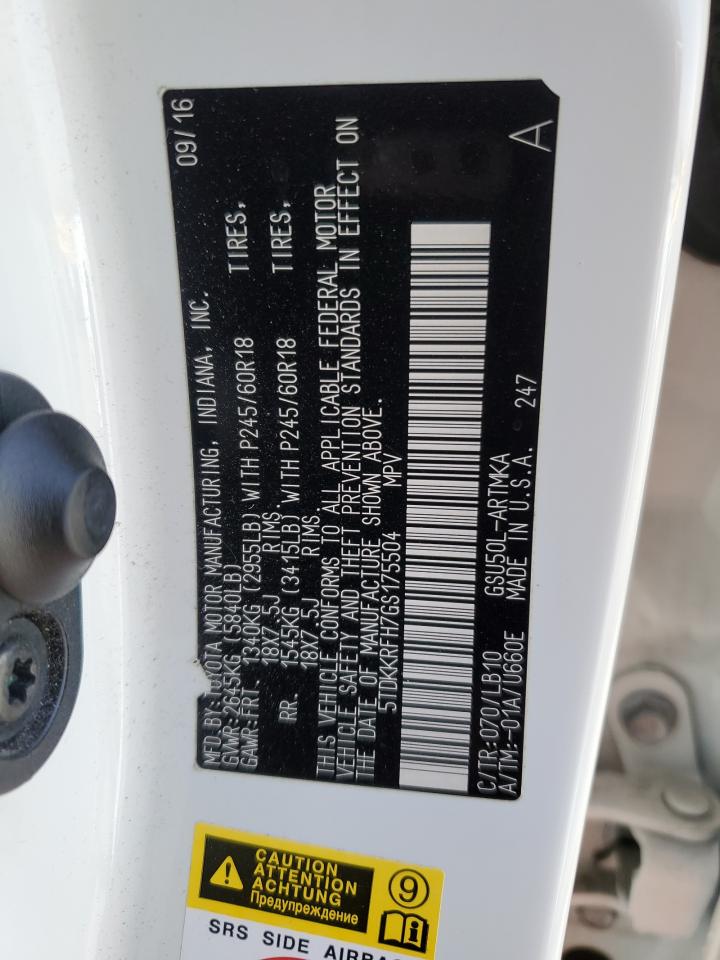 MFD.BY:TOYOTA MOTOR MANUFACTURING, INDIANA, INC. 09/16
GVWR:2645KG (5840LB)
GAWR:FRT. 1340KG (2955LB) WITH P245/60R18 TIRES,
18X7.5J RIMS.
RR. 1545KG (3415LB) WITH P245/60R18 TIRES,
18X7.5J RIMS.
THIS VEHICLE CONFORMS TO ALL APPLICABLE FEDERAL MOTOR
VEHICLE SAFETY AND THEFT PREVENTION STANDARDS IN EFFECT ON
THE DATE OF MANUFACTURE SHOWN ABOVE.
5TDKKRFH7GS175504 MPV
C/TR:070/LB10 GSU50L-ARTMKA
A/TM:-01A/U660E MADE IN U.S.A. 247 A
CAUTION
ATTENTION
ACHTUNG
Предупреждение
9
i
SRS SIDE